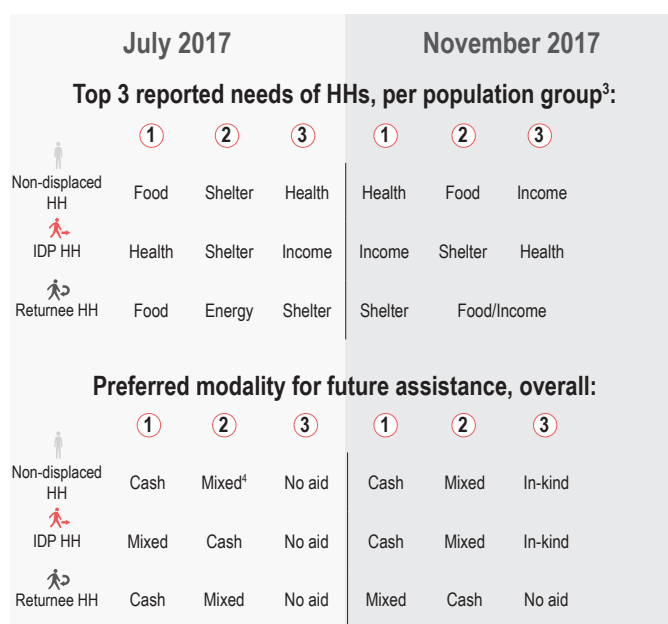 July 2017 November 2017
Top 3 reported needs of HHs, per population group³:
1 2 3 1 2 3
Non-displaced
HH Food Shelter Health Health Food Income
IDP HH Health Shelter Income Income Shelter Health
Returnee HH Food Energy Shelter Shelter Food/Income
Preferred modality for future assistance, overall:
1 2 3 1 2 3
Non-displaced
HH Cash Mixed⁴ No aid Cash Mixed In-kind
IDP HH Mixed Cash No aid Cash Mixed In-kind
Returnee HH Cash Mixed No aid Mixed Cash No aid